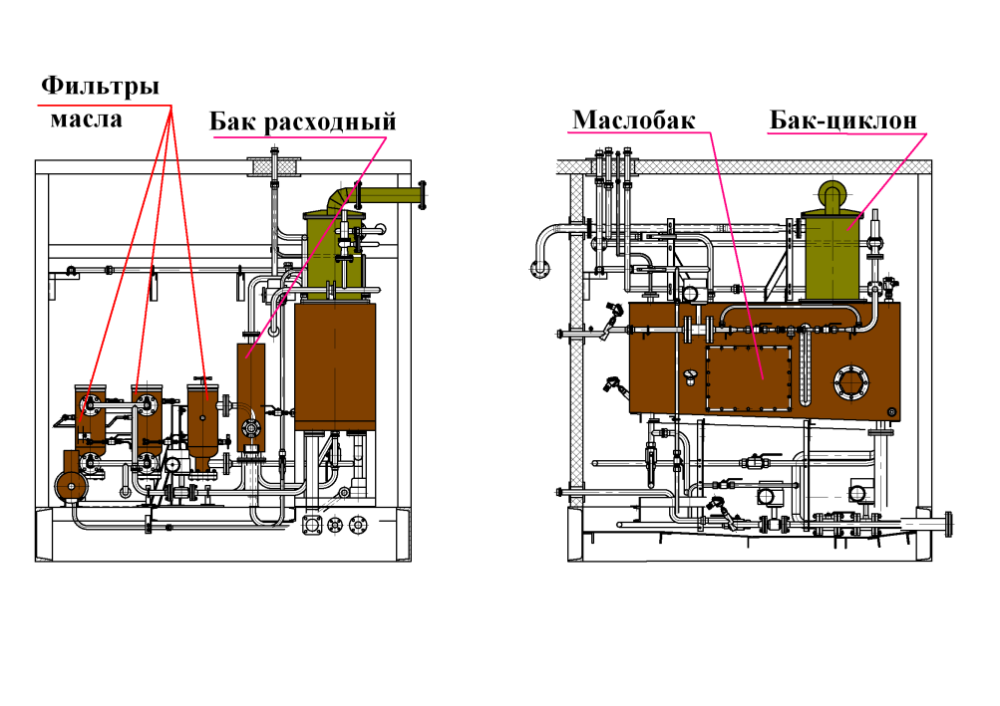 Фильтры
масла
Бак расходный
Маслобак
Бак-циклон